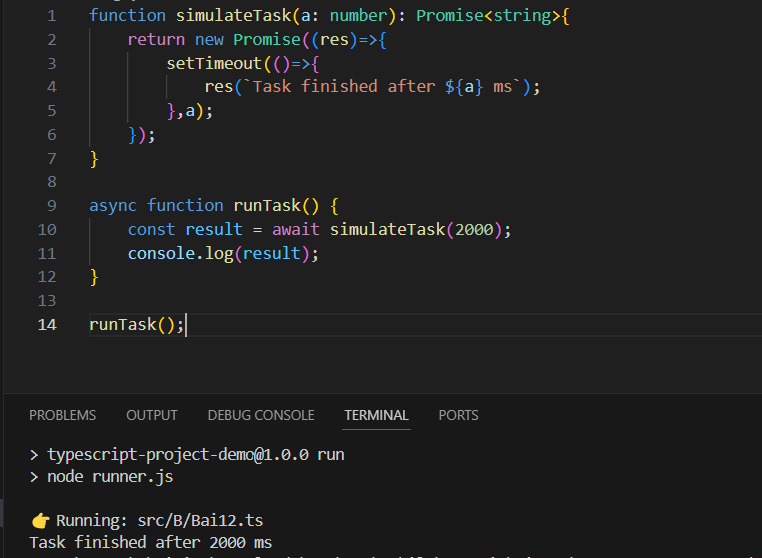 1 function simulateTask(a: number): Promise<string>{
2 return new Promise((res)=>{
3 setTimeout(()=>{
4 res(`Task finished after ${a} ms`);
5 },a);
6 });
7 }
8
9 async function runTask() {
10 const result = await simulateTask(2000);
11 console.log(result);
12 }
13
14 runTask();
PROBLEMS OUTPUT DEBUG CONSOLE TERMINAL PORTS
> typescript-project-demo@1.0.0 run
> node runner.js
👉 Running: src/B/Bai12.ts
Task finished after 2000 ms